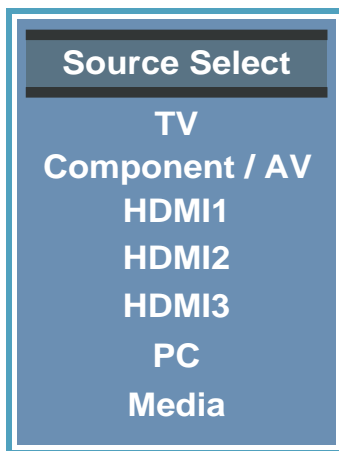 Source Select
TV
Component / AV
HDMI1
HDMI2
HDMI3
PC
Media